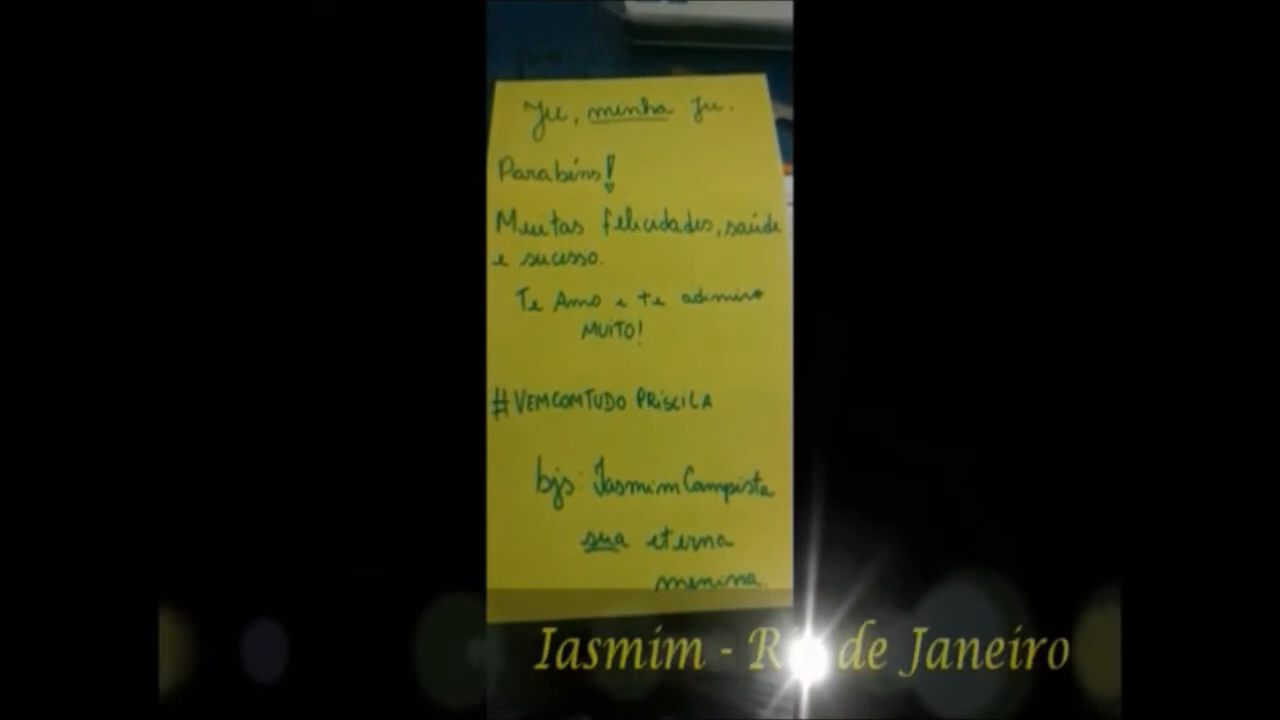 Ju, minha Ju.
Parabéns!
Muitas felicidades, saúde
e sucesso.
Te Amo e te admiro
MUITO!
#VEMCOMTUDO PRISCILA
bjs: Iasmim Campista
sua eterna
menina.
Iasmim - Rio de Janeiro